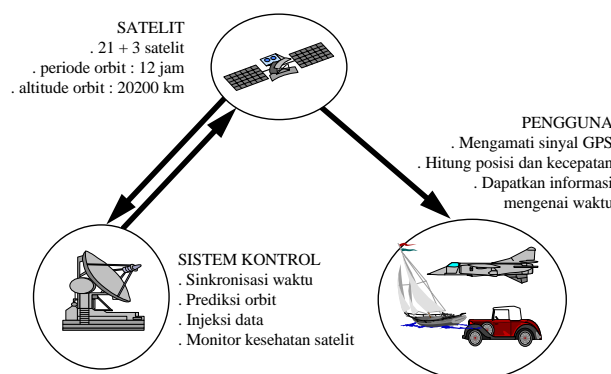 SATELIT
. 21 + 3 satelit
. periode orbit : 12 jam
. altitude orbit : 20200 km
PENGGUNA
. Mengamati sinyal GPS
. Hitung posisi dan kecepatan
. Dapatkan informasi
mengenai waktu
SISTEM KONTROL
. Sinkronisasi waktu
. Prediksi orbit
. Injeksi data
. Monitor kesehatan satelit